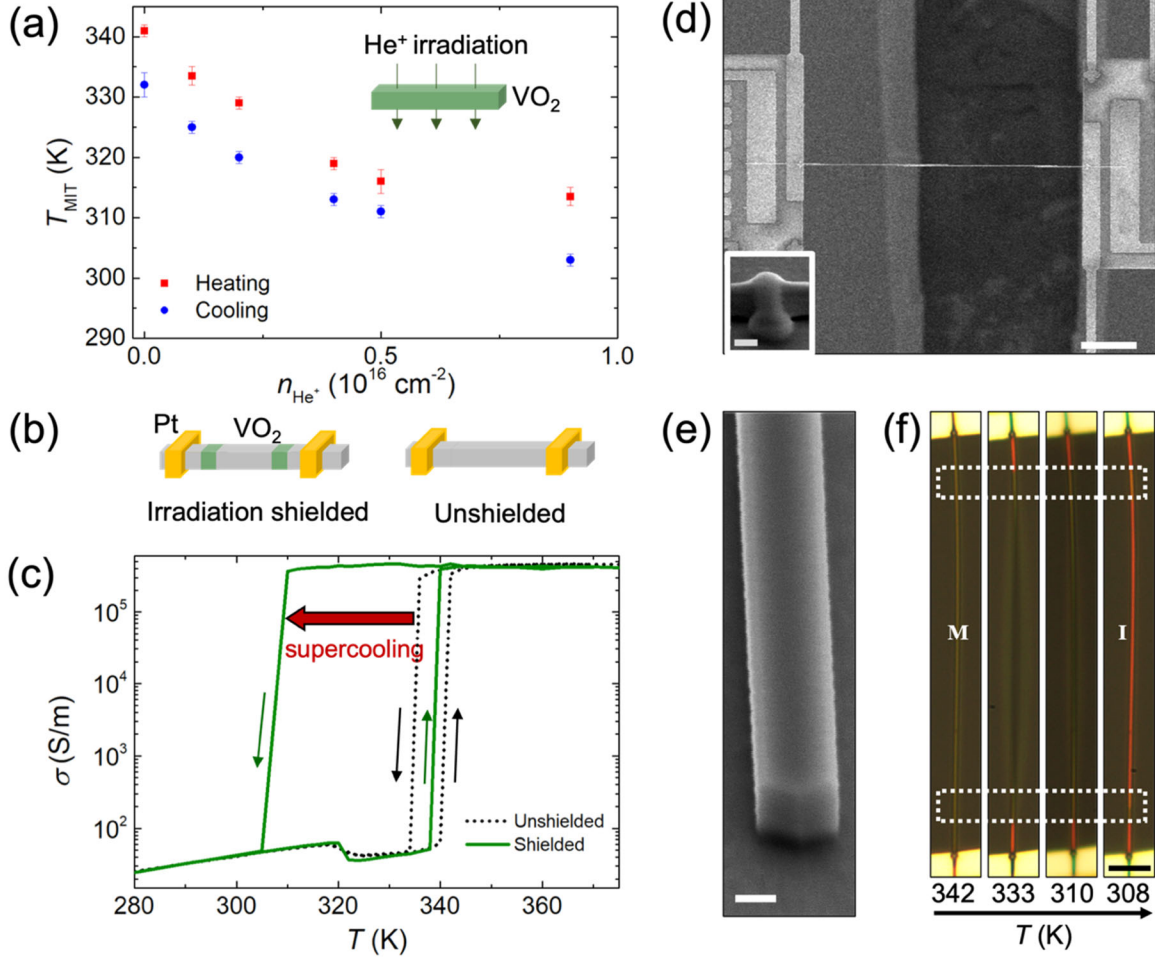 (a)
340
330
320
310
300
290
T_MIT (K)
He⁺ irradiation
VO₂
Heating
Cooling
0.0
0.5
1.0
n_He⁺ (10¹⁶ cm⁻²)
(b)
Pt
VO₂
Irradiation shielded
Unshielded
(c)
10⁵
10⁴
10³
10²
σ (S/m)
supercooling
Unshielded
Shielded
280
300
320
340
360
T (K)
(d)
(e)
(f)
M
I
342
333
310
308
T (K)